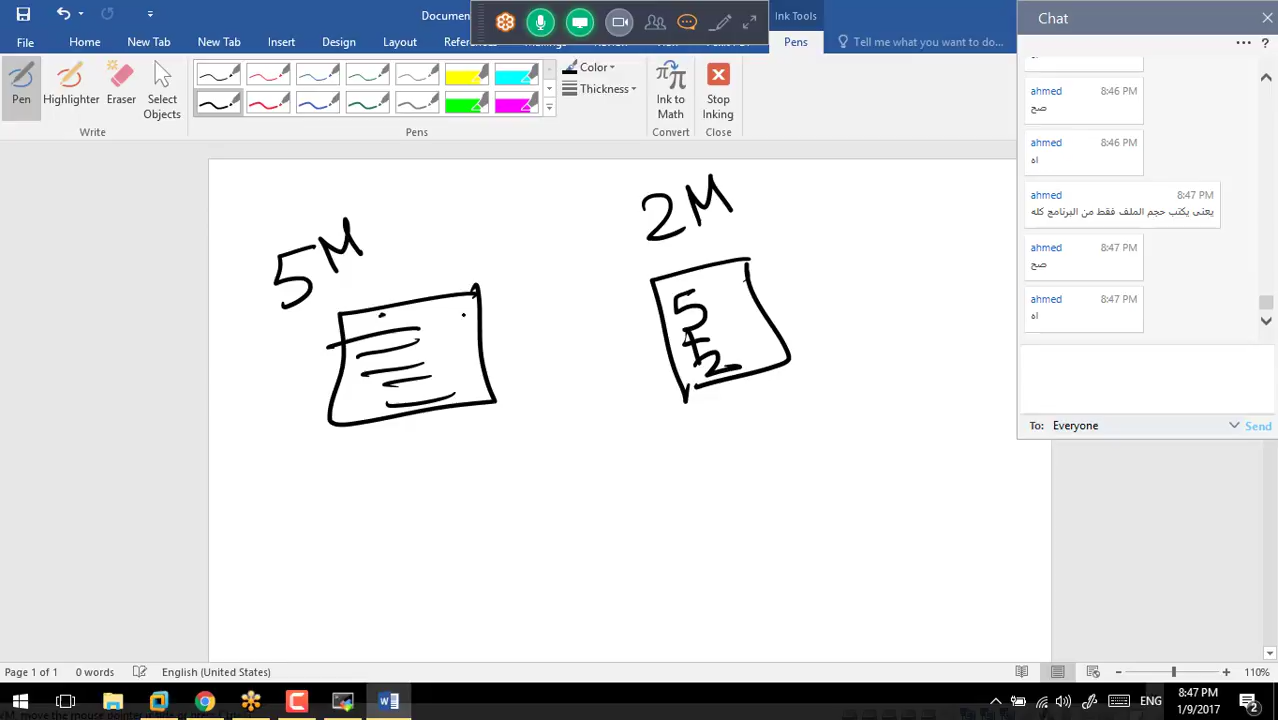 Documen
Ink Tools
Chat
File
Home
New Tab
New Tab
Insert
Design
Layout
Pens
Tell me what you want to do...
Pen
Highlighter
Eraser
Select
Objects
Color
Thickness
Ink to
Math
Stop
Inking
Write
Pens
Convert
Close
ahmed 8:46 PM
صح
ahmed 8:46 PM
اه
ahmed 8:47 PM
يعنى يكتب حجم الملف فقط من البرنامج كله
ahmed 8:47 PM
صح
ahmed 8:47 PM
اه
To: Everyone
Send
5M
2M
5
+
2
Page 1 of 1
0 words
English (United States)
110%
ENG
8:47 PM
1/9/2017
2